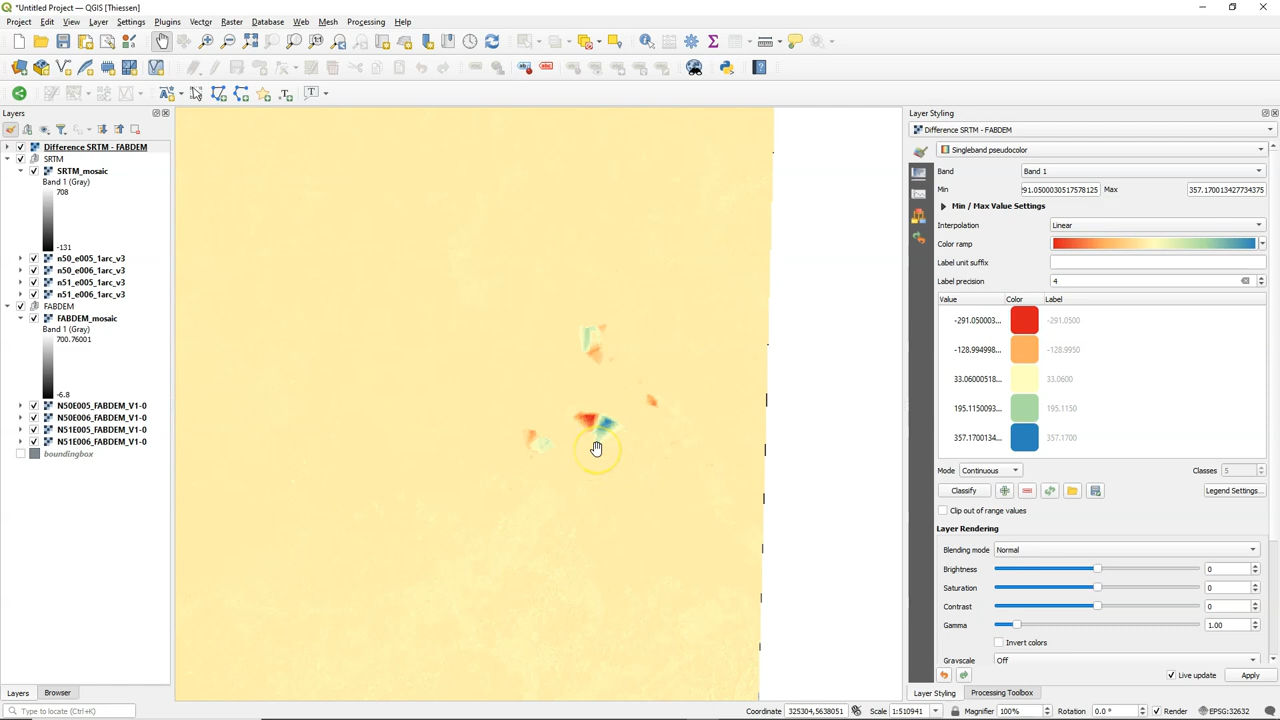 *Untitled Project — QGIS [Thiessen]
Project Edit View Layer Settings Plugins Vector Raster Database Web Mesh Processing Help
Layers
Difference SRTM - FABDEM
SRTM
SRTM_mosaic
Band 1 (Gray)
708
-131
n50_e005_1arc_v3
n50_e006_1arc_v3
n51_e005_1arc_v3
n51_e006_1arc_v3
FABDEM
FABDEM_mosaic
Band 1 (Gray)
700.76001
-6.8
N50E005_FABDEM_V1-0
N50E006_FABDEM_V1-0
N51E005_FABDEM_V1-0
N51E006_FABDEM_V1-0
boundingbox
Layers Browser
Type to locate (Ctrl+K)
Layer Styling
Difference SRTM - FABDEM
Singleband pseudocolor
Band Band 1
Min 91.0500030517578125 Max 357.170013427734375
Min / Max Value Settings
Interpolation Linear
Color ramp
Label unit suffix
Label precision 4
Value Color Label
-291.050003... -291.0500
-128.994998... -128.9950
33.06000518... 33.0600
195.1150093... 195.1150
357.1700134... 357.1700
Mode Continuous Classes 5
Classify Legend Settings...
Clip out of range values
Layer Rendering
Blending mode Normal
Brightness 0
Saturation 0
Contrast 0
Gamma 1.00
Invert colors
Grayscale Off
Live update Apply
Layer Styling Processing Toolbox
Coordinate 325304,5638051 Scale 1:510941 Magnifier 100% Rotation 0.0 ° Render EPSG:32632